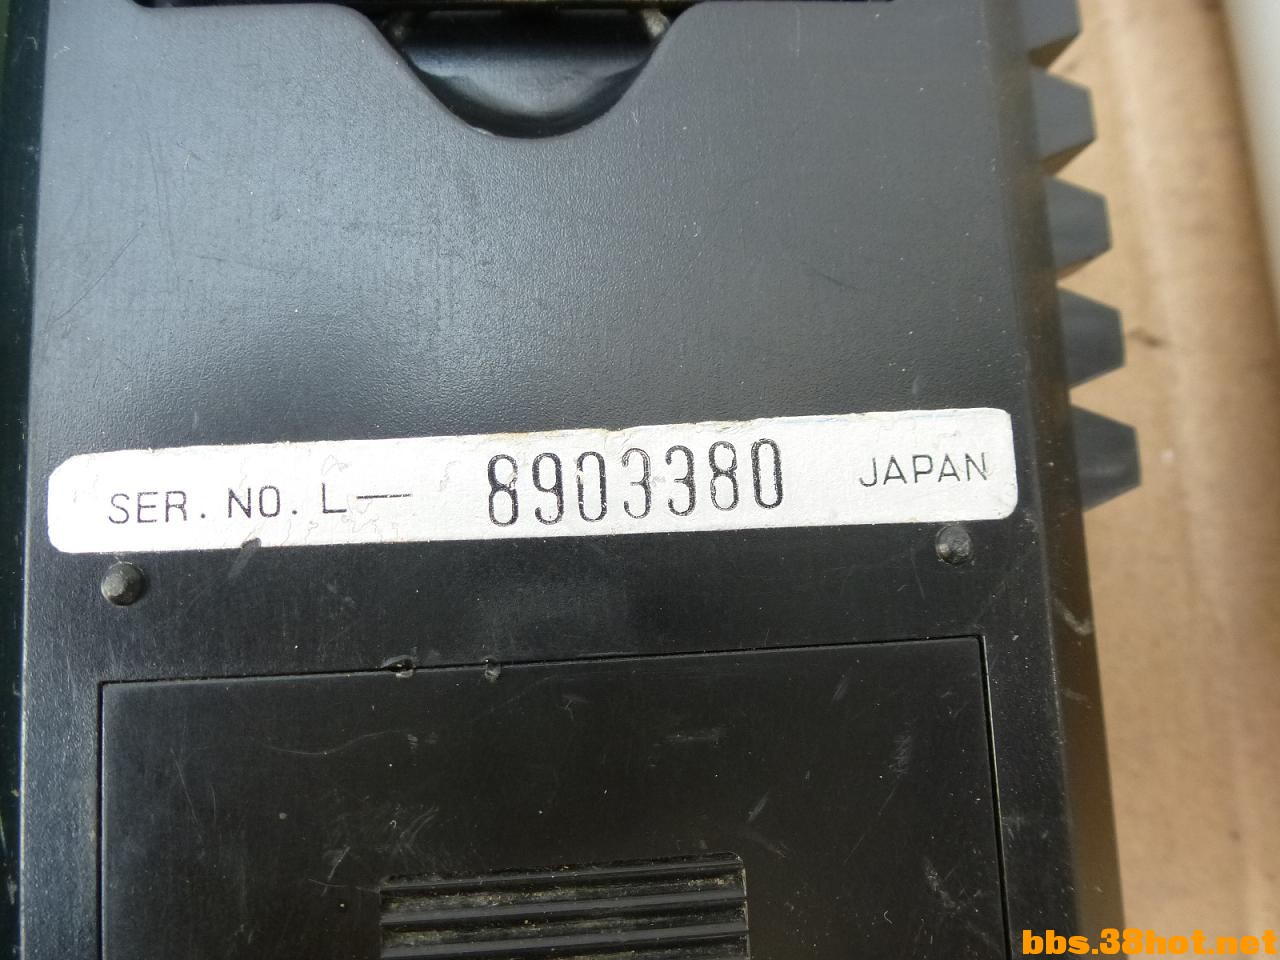 SER. NO. L— 8903380 JAPAN
bbs.38hot.net